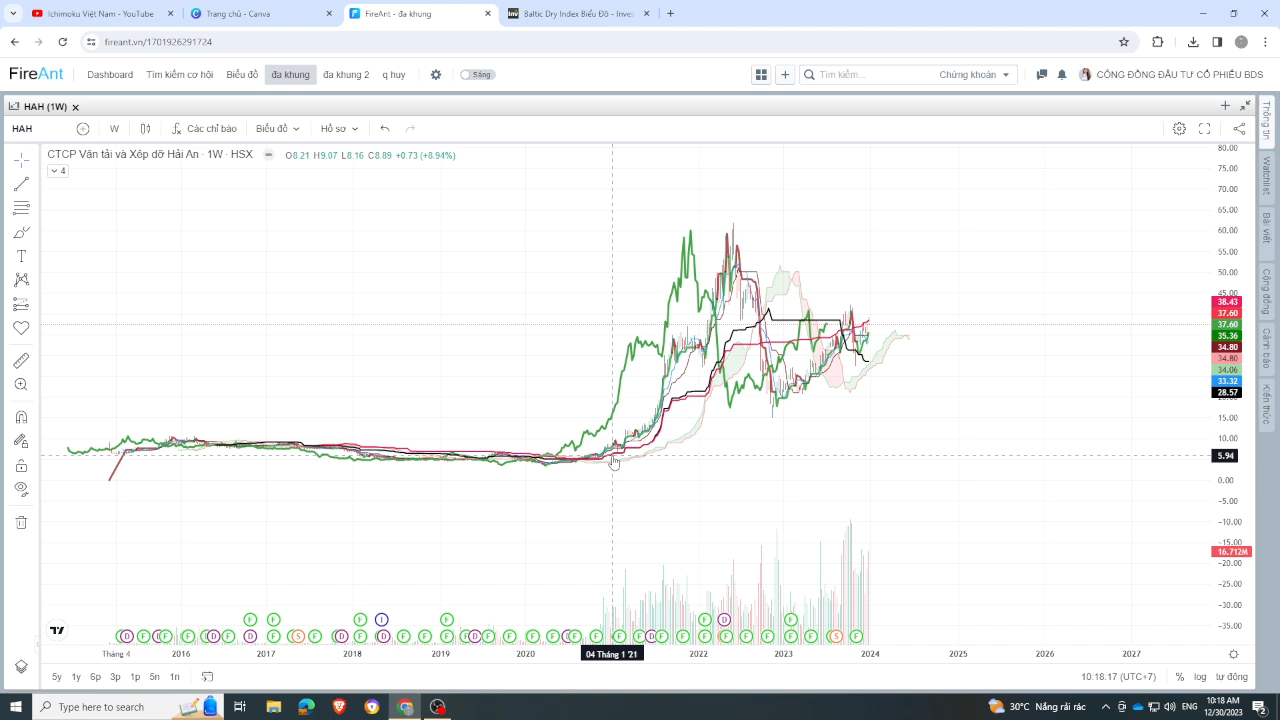 Ichimoku Việt Nam - YouTube
Trang chủ - Canva
FireAnt - đa khung
Baltic Dry Index Biểu Đồ - Inves
fireant.vn/1701926291724
FireAnt
Dashboard Tìm kiếm cơ hội Biểu đồ đa khung đa khung 2 q huy Sáng
Tìm kiếm... Chứng khoán CỘNG ĐỒNG ĐẦU TƯ CỔ PHIẾU BDS
HAH (1W)
HAH W Các chỉ báo Biểu đồ Hồ sơ
CTCP Vận tải và Xếp dỡ Hải An · 1W · HSX O8.21 H9.07 L8.16 C8.89 +0.73 (+8.94%)
4
Thông tin
Watchlist
Bài viết
Cộng đồng
Cảnh báo
Kiến thức
80.00
75.00
70.00
65.00
60.00
55.00
50.00
45.00
38.43
37.60
37.60
35.36
34.80
34.80
34.06
33.32
28.57
20.00
15.00
10.00
5.94
0.00
−5.00
−10.00
−15.00
16.712M
−20.00
−25.00
−30.00
−35.00
F F F I F F D F
D F D F F D F D S F D F D F F F D F F F D F F F F D F F F F F F F S F
Tháng 4 2016 2017 2018 2019 2020 04 Tháng 1 '21 2022 2023 2024 2025 2026 2027
5y 1y 6p 3p 1p 5n 1n 10:18:17 (UTC+7) % log tự động
Type here to search
30°C Nắng rải rác ENG 10:18 AM
12/30/2023
2